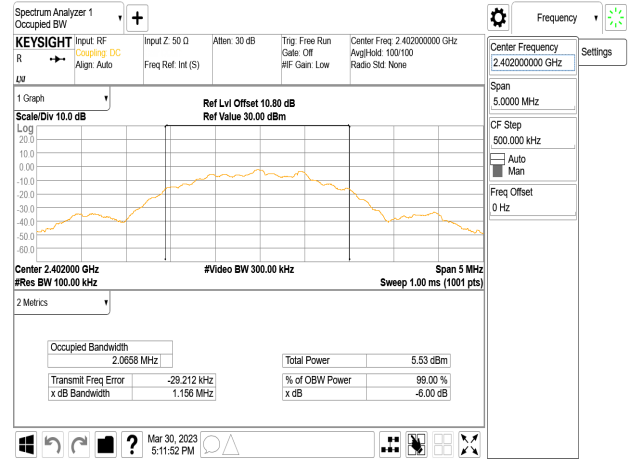 Spectrum Analyzer 1
Occupied BW
Frequency
KEYSIGHT
R
Input: RF
Coupling: DC
Align: Auto
Input Z: 50 Ω
Freq Ref: Int (S)
Atten: 30 dB
Trig: Free Run
Gate: Off
#IF Gain: Low
Center Freq: 2.402000000 GHz
Avg|Hold: 100/100
Radio Std: None
Center Frequency
2.402000000 GHz
Settings
Span
5.0000 MHz
CF Step
500.000 kHz
Auto
Man
Freq Offset
0 Hz
1 Graph
Scale/Div 10.0 dB
Ref Lvl Offset 10.80 dB
Ref Value 30.00 dBm
Log
20.0
10.0
0.00
-10.0
-20.0
-30.0
-40.0
-50.0
-60.0
Center 2.40200 GHz
#Video BW 300.00 kHz
Span 5 MHz
#Res BW 100.00 kHz
Sweep 1.00 ms (1001 pts)
2 Metrics
Occupied Bandwidth
2.0658 MHz
Total Power 5.53 dBm
Transmit Freq Error -29.212 kHz
% of OBW Power 99.00 %
x dB Bandwidth 1.156 MHz
x dB -6.00 dB
?
Mar 30, 2023
5:11:52 PM